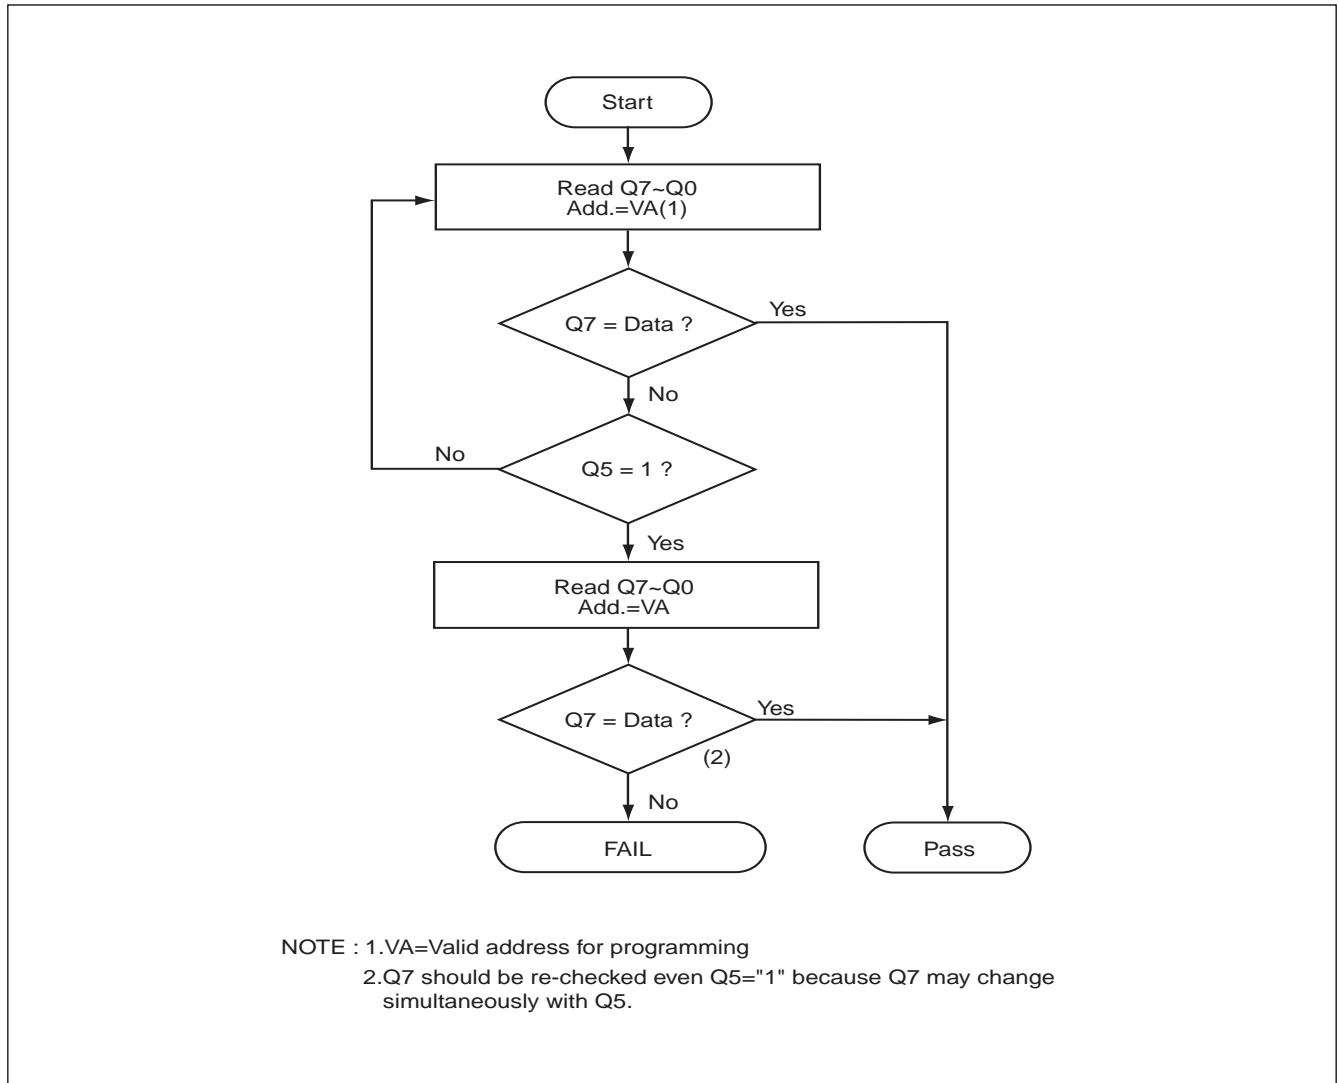 Start
Read Q7~Q0
Add.=VA(1)
Q7 = Data ?
Yes
No
Q5 = 1 ?
No
Yes
Read Q7~Q0
Add.=VA
Q7 = Data ?
Yes
(2)
No
FAIL
Pass
NOTE : 1.VA=Valid address for programming
2.Q7 should be re-checked even Q5="1" because Q7 may change
simultaneously with Q5.